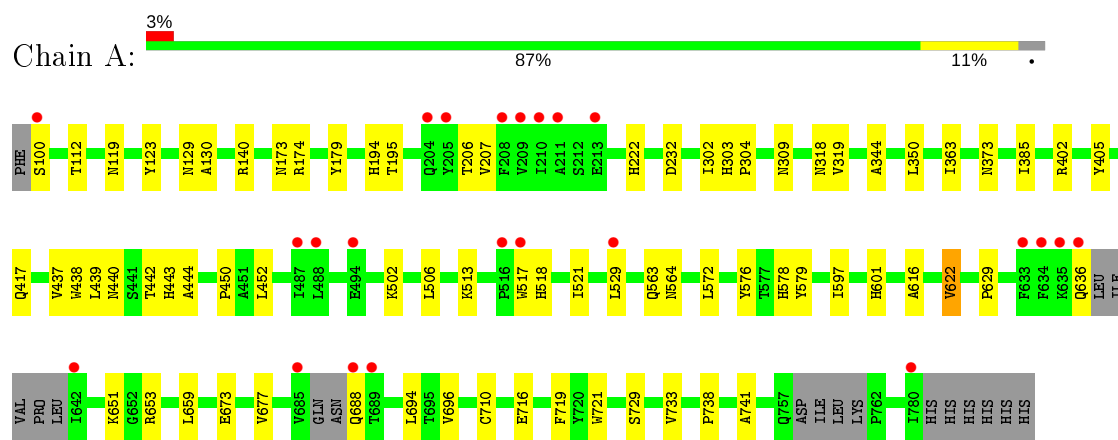 3%
Chain A:
87% 11% •
PHE S100 T112 N119 Y123 N129 A130 R140 N173 R174 Y179 H194 T195 Q204 Y205 T206 V207 F208 V209 I210 A211 S212 E213 H222 D232 I302 H303 P304 N309 N318 V319 A344 L350 I363 N373 I385 R402 Y405
Q417 V437 W438 L439 N440 S441 T442 H443 A444 P450 A451 L452 I487 L488 E494 K502 L506 K513 P516 W517 H518 I521 L529 Q563 N564 L572 Y576 T577 H578 Y579 I597 H601 A616 V622 P629 F633 F634 K635 Q636 LEU ILE
VAL PRO LEU I642 K651 G652 R653 L659 E673 V677 V685 GLN ASN Q688 T689 L694 T695 V696 C710 E716 F719 Y720 W721 S729 V733 P738 A741 Q757 ASP ILE LEU LYS P762 I780 HIS HIS HIS HIS HIS HIS